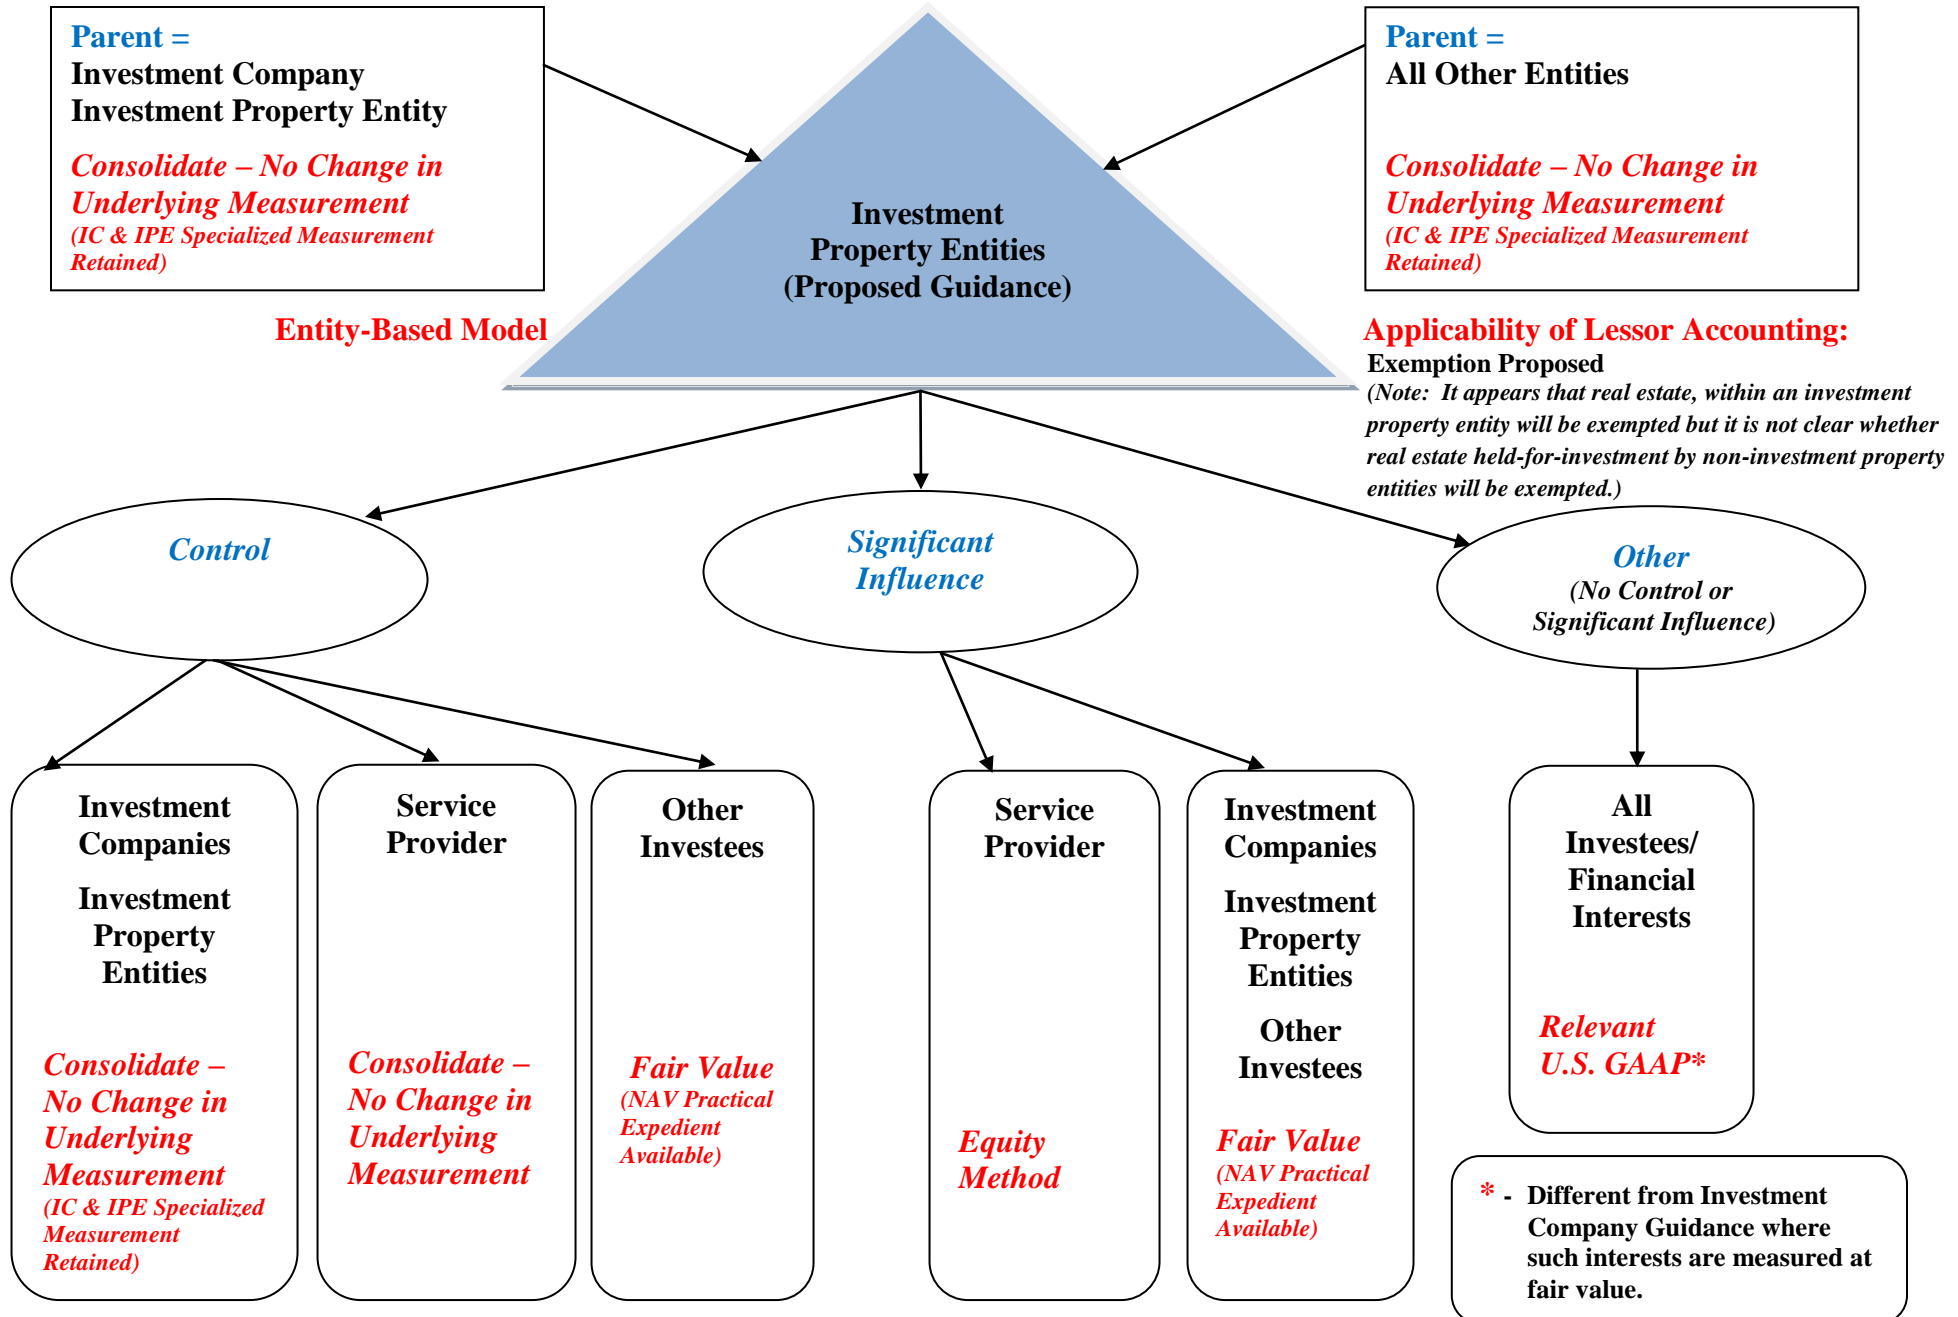 Parent =
Investment Company
Investment Property Entity
Consolidate – No Change in
Underlying Measurement
(IC & IPE Specialized Measurement
Retained)
Investment
Property Entities
(Proposed Guidance)
Parent =
All Other Entities
Consolidate – No Change in
Underlying Measurement
(IC & IPE Specialized Measurement
Retained)
Entity-Based Model
Applicability of Lessor Accounting:
Exemption Proposed
(Note:  It appears that real estate, within an investment
property entity will be exempted but it is not clear whether
real estate held-for-investment by non-investment property
entities will be exempted.)
Control
Significant
Influence
Other
(No Control or
Significant Influence)
Investment
Companies
Investment
Property
Entities
Consolidate –
No Change in
Underlying
Measurement
(IC & IPE Specialized
Measurement
Retained)
Service
Provider
Consolidate –
No Change in
Underlying
Measurement
Other
Investees
Fair Value
(NAV Practical
Expedient
Available)
Service
Provider
Equity
Method
Investment
Companies
Investment
Property
Entities
Other
Investees
Fair Value
(NAV Practical
Expedient
Available)
All
Investees/
Financial
Interests
Relevant
U.S. GAAP*
* - Different from Investment
Company Guidance where
such interests are measured at
fair value.